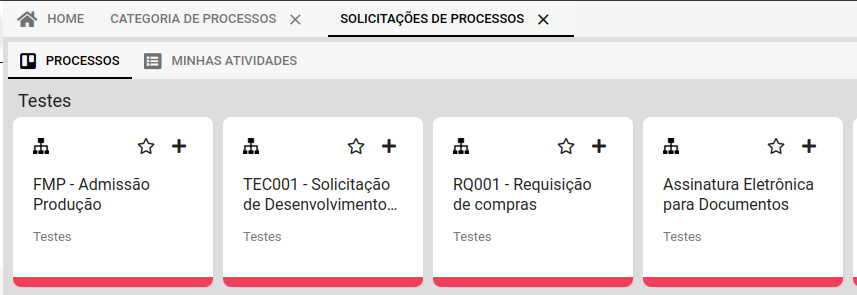 HOME CATEGORIA DE PROCESSOS SOLICITAÇÕES DE PROCESSOS
PROCESSOS MINHAS ATIVIDADES
Testes
FMP - Admissão
Produção
Testes
TEC001 - Solicitação
de Desenvolvimento...
Testes
RQ001 - Requisição
de compras
Testes
Assinatura Eletrônica
para Documentos
Testes